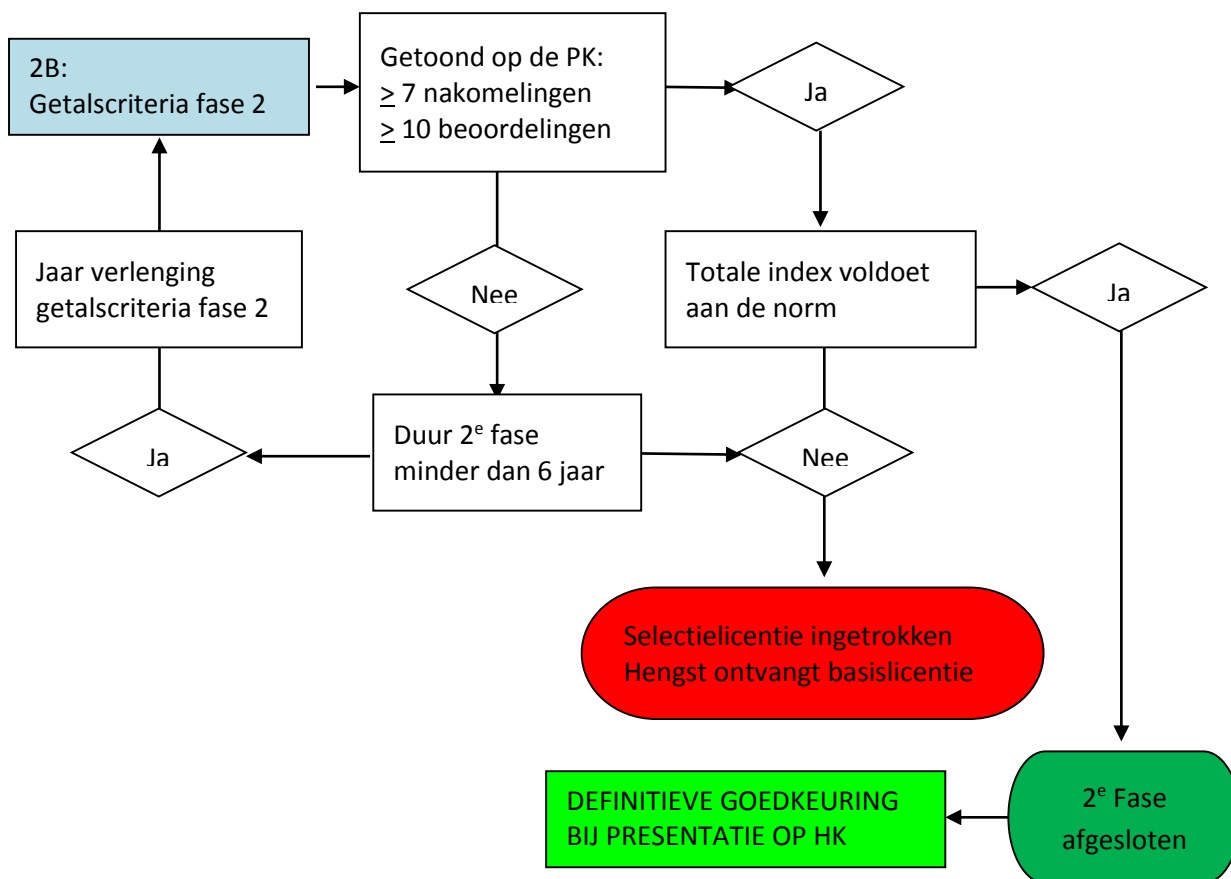 2B:
Getalscriteria fase 2
Getoond op de PK:
≥ 7 nakomelingen
≥ 10 beoordelingen
Ja
Jaar verlenging
getalscriteria fase 2
Nee
Totale index voldoet
aan de norm
Ja
Ja
Duur 2e fase
minder dan 6 jaar
Nee
Selectielicentie ingetrokken
Hengst ontvangt basislicentie
DEFINITIEVE GOEDKEURING
BIJ PRESENTATIE OP HK
2e Fase
afgesloten